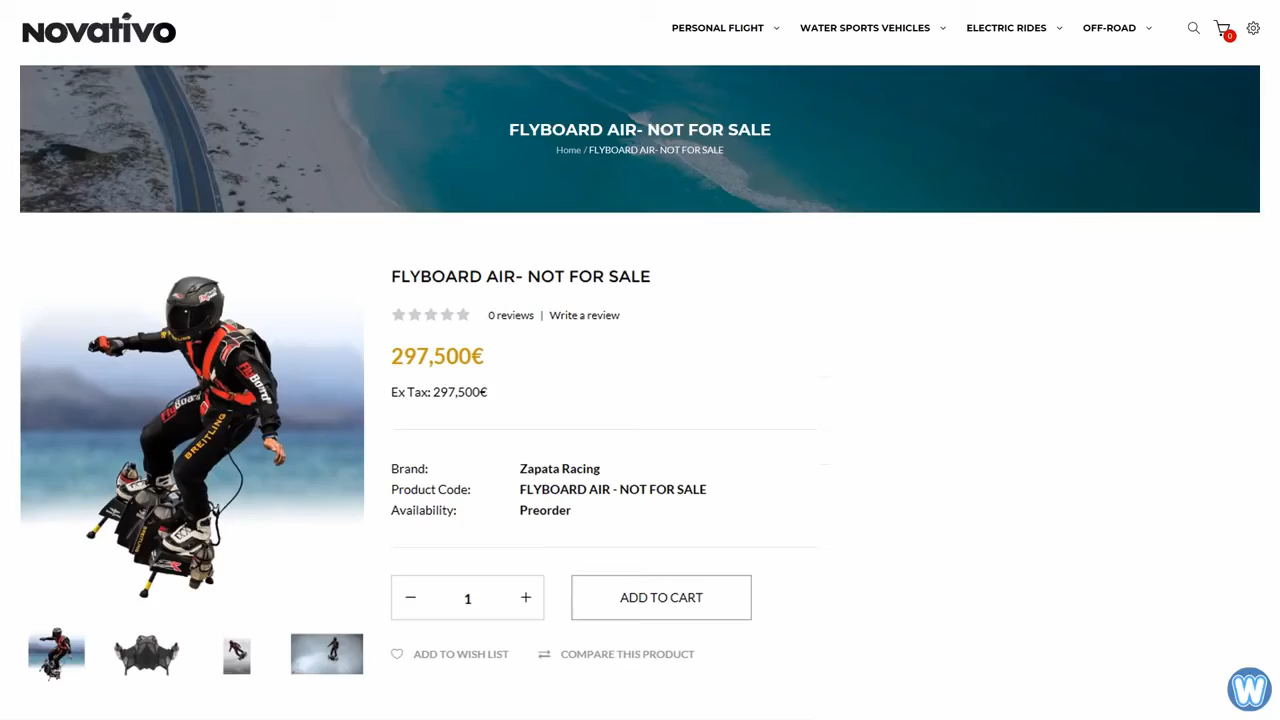 NOVATIVO
PERSONAL FLIGHT
WATER SPORTS VEHICLES
ELECTRIC RIDES
OFF-ROAD
0
FLYBOARD AIR- NOT FOR SALE
Home / FLYBOARD AIR- NOT FOR SALE
FLYBOARD AIR- NOT FOR SALE
0 reviews | Write a review
297,500€
Ex Tax: 297,500€
Brand: Zapata Racing
Product Code: FLYBOARD AIR - NOT FOR SALE
Availability: Preorder
− 1 +
ADD TO CART
ADD TO WISH LIST
COMPARE THIS PRODUCT
FlyBoard
FlyBoard
BREITLING
W